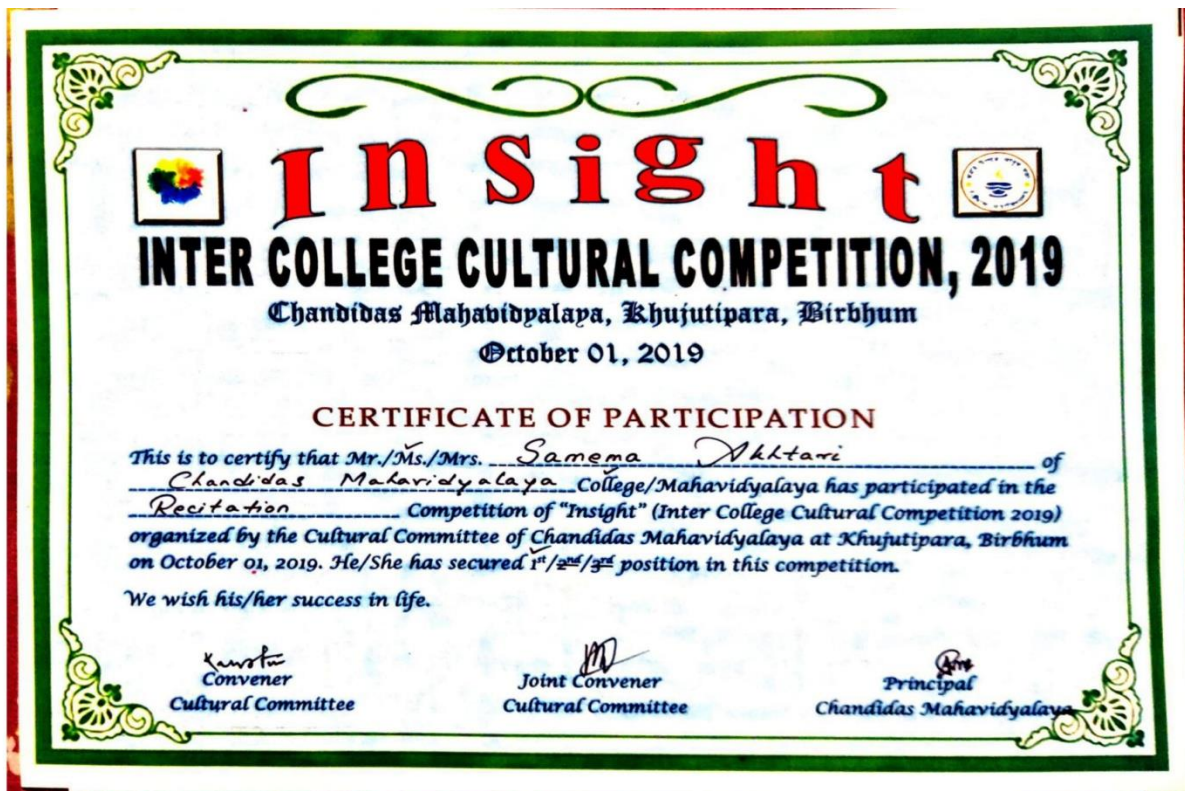 Insight
INTER COLLEGE CULTURAL COMPETITION, 2019
Chandidas Mahavidyalaya, Khujutipara, Birbhum
October 01, 2019
CERTIFICATE OF PARTICIPATION
This is to certify that Mr./Ms./Mrs. Samema Akhtari of
Chandidas Mahavidyalaya College/Mahavidyalaya has participated in the
Recitation Competition of "Insight" (Inter College Cultural Competition 2019)
organized by the Cultural Committee of Chandidas Mahavidyalaya at Khujutipara, Birbhum
on October 01, 2019. He/She has secured 1st/2nd/3rd position in this competition.
We wish his/her success in life.
Convener Joint Convener Principal
Cultural Committee Cultural Committee Chandidas Mahavidyalaya